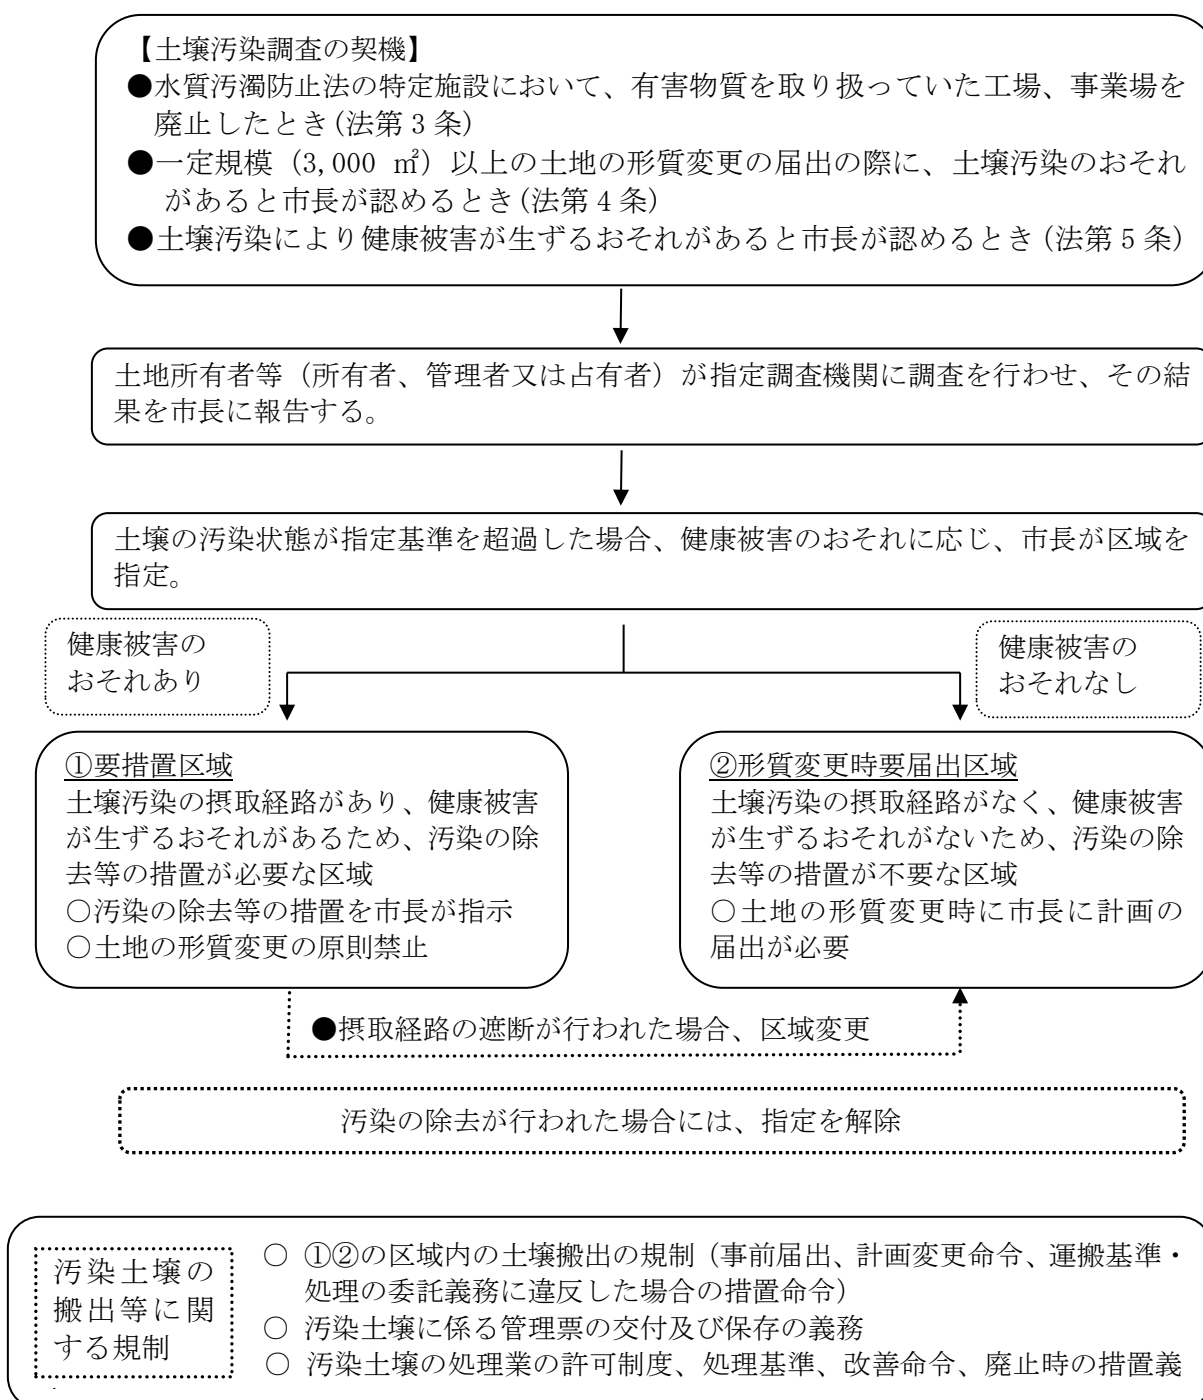 【土壌汚染調査の契機】
●水質汚濁防止法の特定施設において、有害物質を取り扱っていた工場、事業場を
廃止したとき(法第3条)
●一定規模（3,000 ㎡）以上の土地の形質変更の届出の際に、土壌汚染のおそれ
があると市長が認めるとき(法第4条)
●土壌汚染により健康被害が生ずるおそれがあると市長が認めるとき(法第5条)
土地所有者等（所有者、管理者又は占有者）が指定調査機関に調査を行わせ、その結
果を市長に報告する。
土壌の汚染状態が指定基準を超過した場合、健康被害のおそれに応じ、市長が区域を
指定。
健康被害の
おそれあり
健康被害の
おそれなし
①要措置区域
土壌汚染の摂取経路があり、健康被害
が生ずるおそれがあるため、汚染の除
去等の措置が必要な区域
○汚染の除去等の措置を市長が指示
○土地の形質変更の原則禁止
②形質変更時要届出区域
土壌汚染の摂取経路がなく、健康被害
が生ずるおそれがないため、汚染の除
去等の措置が不要な区域
○土地の形質変更時に市長に計画の
届出が必要
●摂取経路の遮断が行われた場合、区域変更
汚染の除去が行われた場合には、指定を解除
汚染土壌の
搬出等に関
する規制
○ ①②の区域内の土壌搬出の規制（事前届出、計画変更命令、運搬基準・
処理の委託義務に違反した場合の措置命令）
○ 汚染土壌に係る管理票の交付及び保存の義務
○ 汚染土壌の処理業の許可制度、処理基準、改善命令、廃止時の措置義